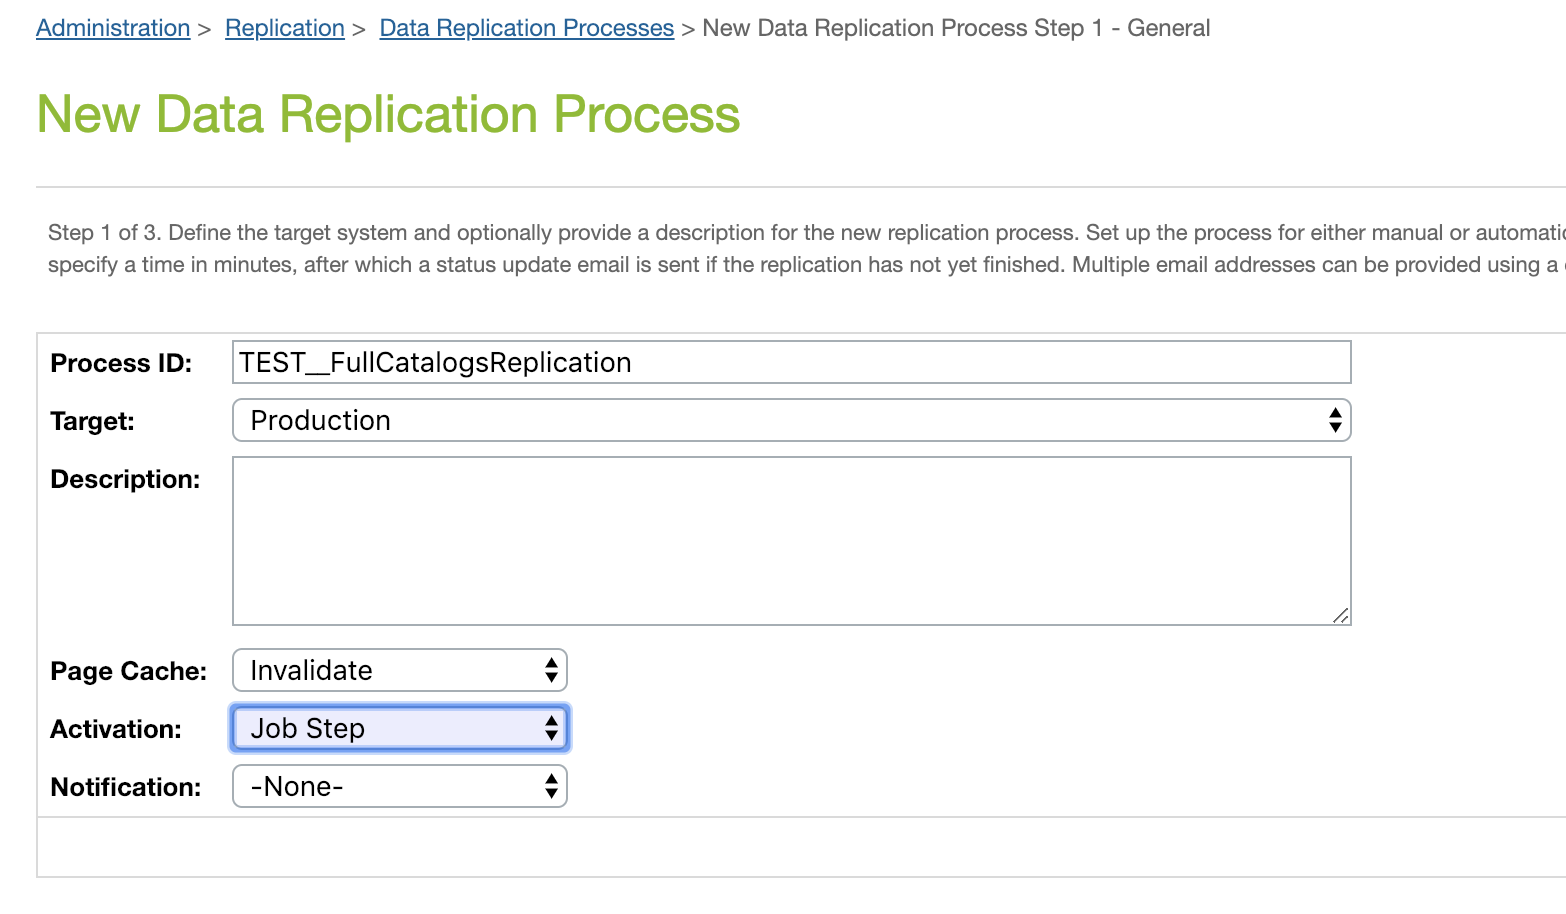 Administration > Replication > Data Replication Processes > New Data Replication Process Step 1 - General
New Data Replication Process
Step 1 of 3. Define the target system and optionally provide a description for the new replication process. Set up the process for either manual or
specify a time in minutes, after which a status update email is sent if the replication has not yet finished. Multiple email addresses can be provided using a
Process ID: TEST__FullCatalogsReplication
Target: Production
Description:
Page Cache: Invalidate
Activation: Job Step
Notification: -None-